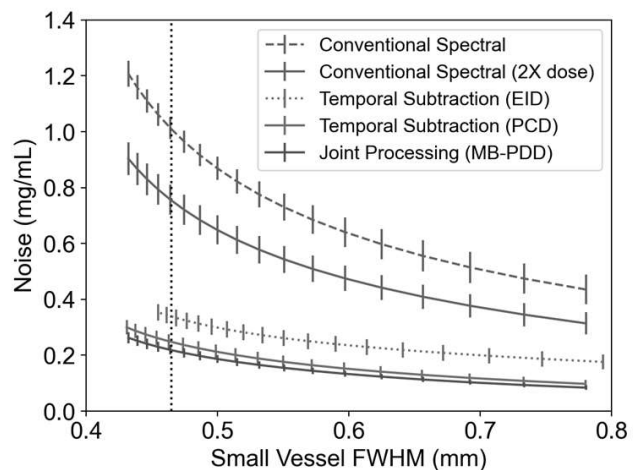 1.4
1.2
1.0
0.8
0.6
0.4
0.2
0.0
Noise (mg/mL)
Conventional Spectral
Conventional Spectral (2X dose)
Temporal Subtraction (EID)
Temporal Subtraction (PCD)
Joint Processing (MB-PDD)
0.4 0.5 0.6 0.7 0.8
Small Vessel FWHM (mm)